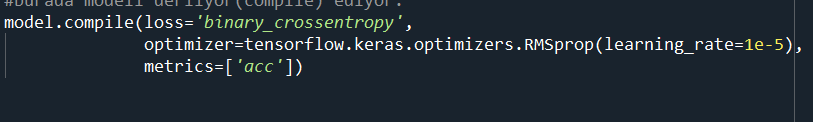 #burada modeli derliyor(compile) ediyor.
model.compile(loss='binary_crossentropy',
optimizer=tensorflow.keras.optimizers.RMSprop(learning_rate=1e-5),
metrics=['acc'])